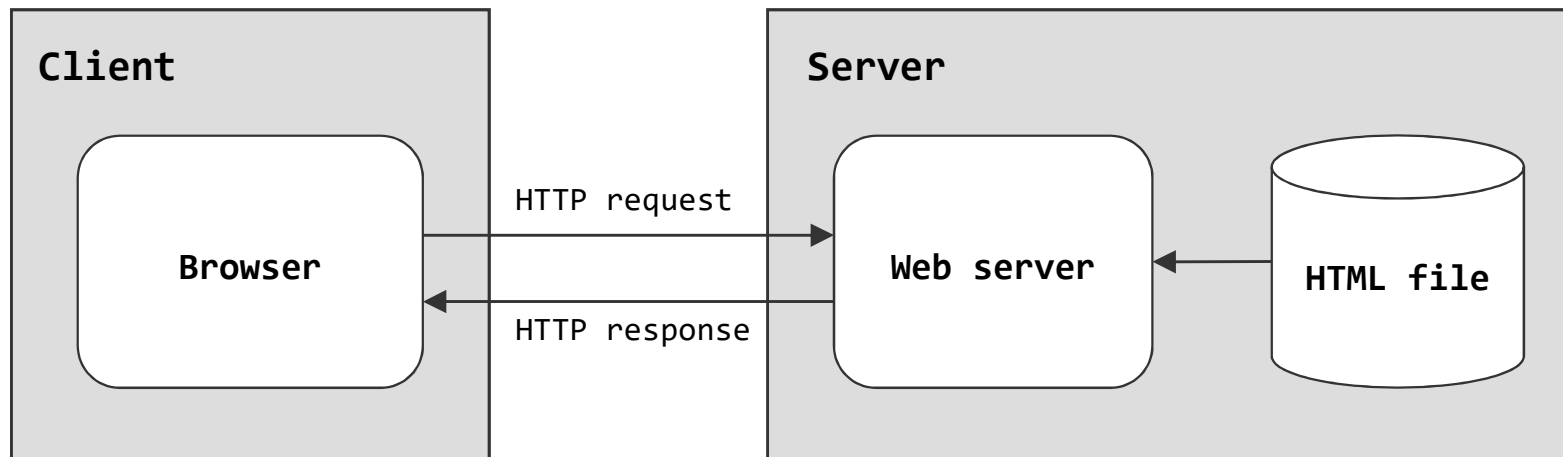 Client
Server
HTTP request
Browser
Web server
HTML file
HTTP response